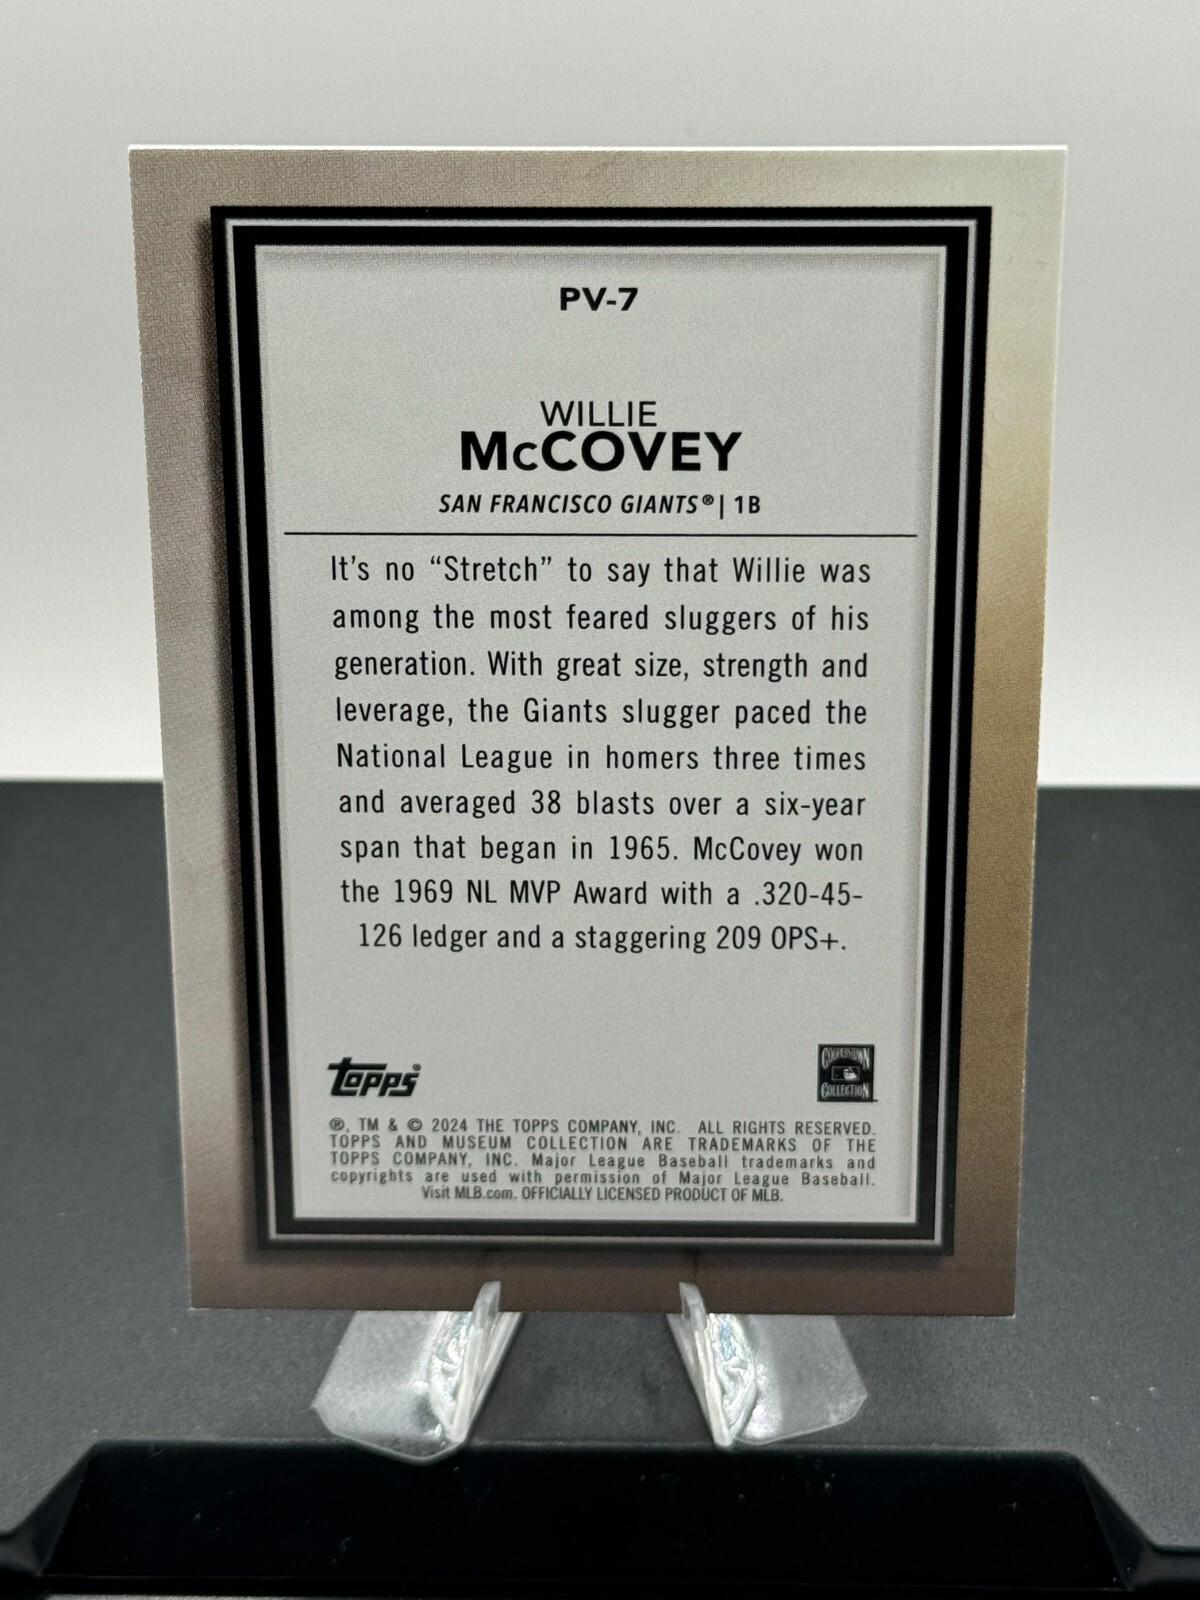 PV-7
WILLIE
McCOVEY
SAN FRANCISCO GIANTS® | 1B
It's no “Stretch” to say that Willie was
among the most feared sluggers of his
generation. With great size, strength and
leverage, the Giants slugger paced the
National League in homers three times
and averaged 38 blasts over a six-year
span that began in 1965. McCovey won
the 1969 NL MVP Award with a .320-45-
126 ledger and a staggering 209 OPS+.
topps®
COOPERSTOWN
COLLECTION
®, TM & © 2024 THE TOPPS COMPANY, INC. ALL RIGHTS RESERVED.
TOPPS AND MUSEUM COLLECTION ARE TRADEMARKS OF THE
TOPPS COMPANY, INC. Major League Baseball trademarks and
copyrights are used with permission of Major League Baseball.
Visit MLB.com. OFFICIALLY LICENSED PRODUCT OF MLB.